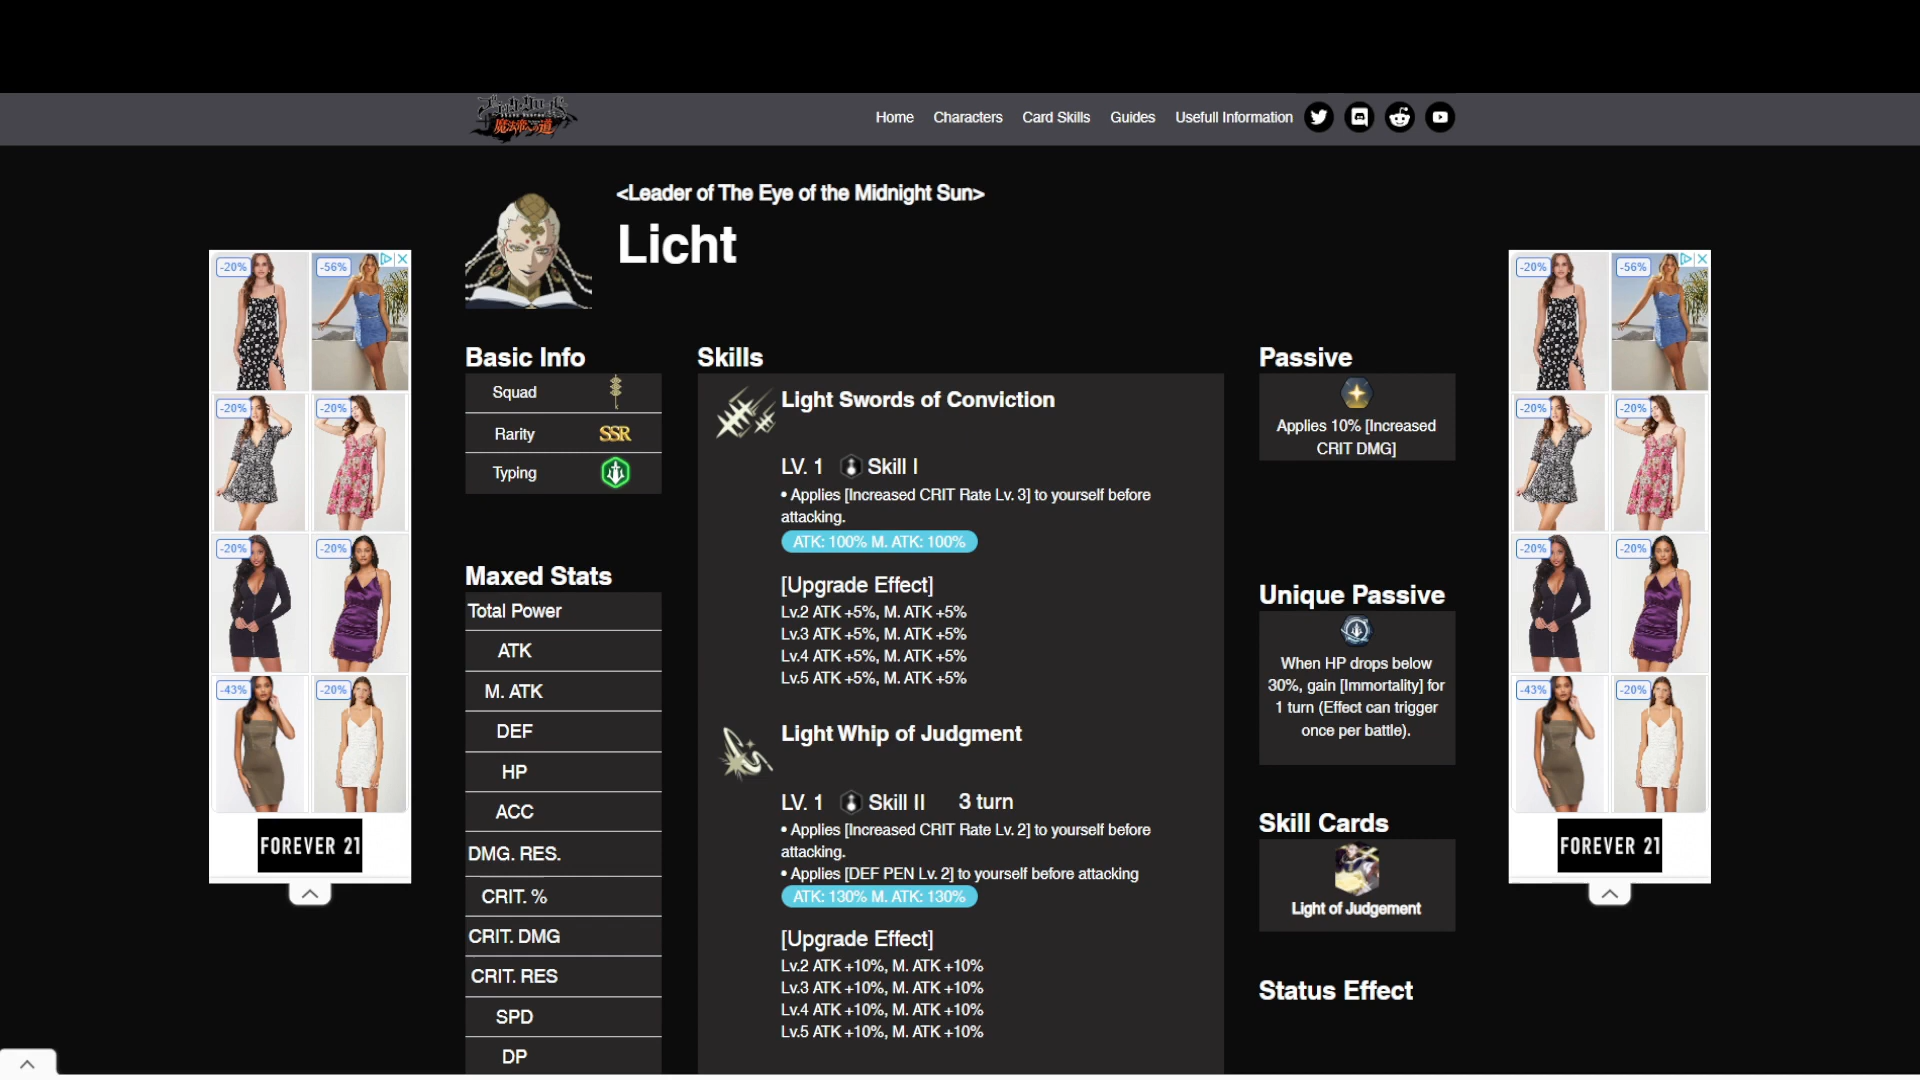 Home Characters Card Skills Guides Usefull Information
<Leader of The Eye of the Midnight Sun>
Licht
Basic Info
Squad
Rarity SSR
Typing
Maxed Stats
Total Power
ATK
M. ATK
DEF
HP
ACC
DMG. RES.
CRIT. %
CRIT. DMG
CRIT. RES
SPD
DP
Skills
Light Swords of Conviction
LV. 1 Skill I
• Applies [Increased CRIT Rate Lv. 3] to yourself before
attacking.
ATK: 100% M. ATK: 100%
[Upgrade Effect]
Lv.2 ATK +5%, M. ATK +5%
Lv.3 ATK +5%, M. ATK +5%
Lv.4 ATK +5%, M. ATK +5%
Lv.5 ATK +5%, M. ATK +5%
Light Whip of Judgment
LV. 1 Skill II 3 turn
• Applies [Increased CRIT Rate Lv. 2] to yourself before
attacking.
• Applies [DEF PEN Lv. 2] to yourself before attacking
ATK: 130% M. ATK: 130%
[Upgrade Effect]
Lv.2 ATK +10%, M. ATK +10%
Lv.3 ATK +10%, M. ATK +10%
Lv.4 ATK +10%, M. ATK +10%
Lv.5 ATK +10%, M. ATK +10%
Passive
Applies 10% [Increased
CRIT DMG]
Unique Passive
When HP drops below
30%, gain [Immortality] for
1 turn (Effect can trigger
once per battle).
Skill Cards
Light of Judgement
Status Effect
-20% -56%
-20% -20%
-20% -20%
-43% -20%
FOREVER 21
-20% -56%
-20% -20%
-20% -20%
-43% -20%
FOREVER 21